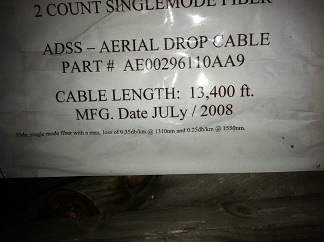 2 COUNT SINGLEMODE FIBER
ADSS – AERIAL DROP CABLE
PART # AE00296110AA9
CABLE LENGTH: 13,400 ft.
MFG. Date JULy / 2008
single mode fiber with a max. loss of 0.35db/km @ 1310nm and 0.25db/km @ 1550nm.